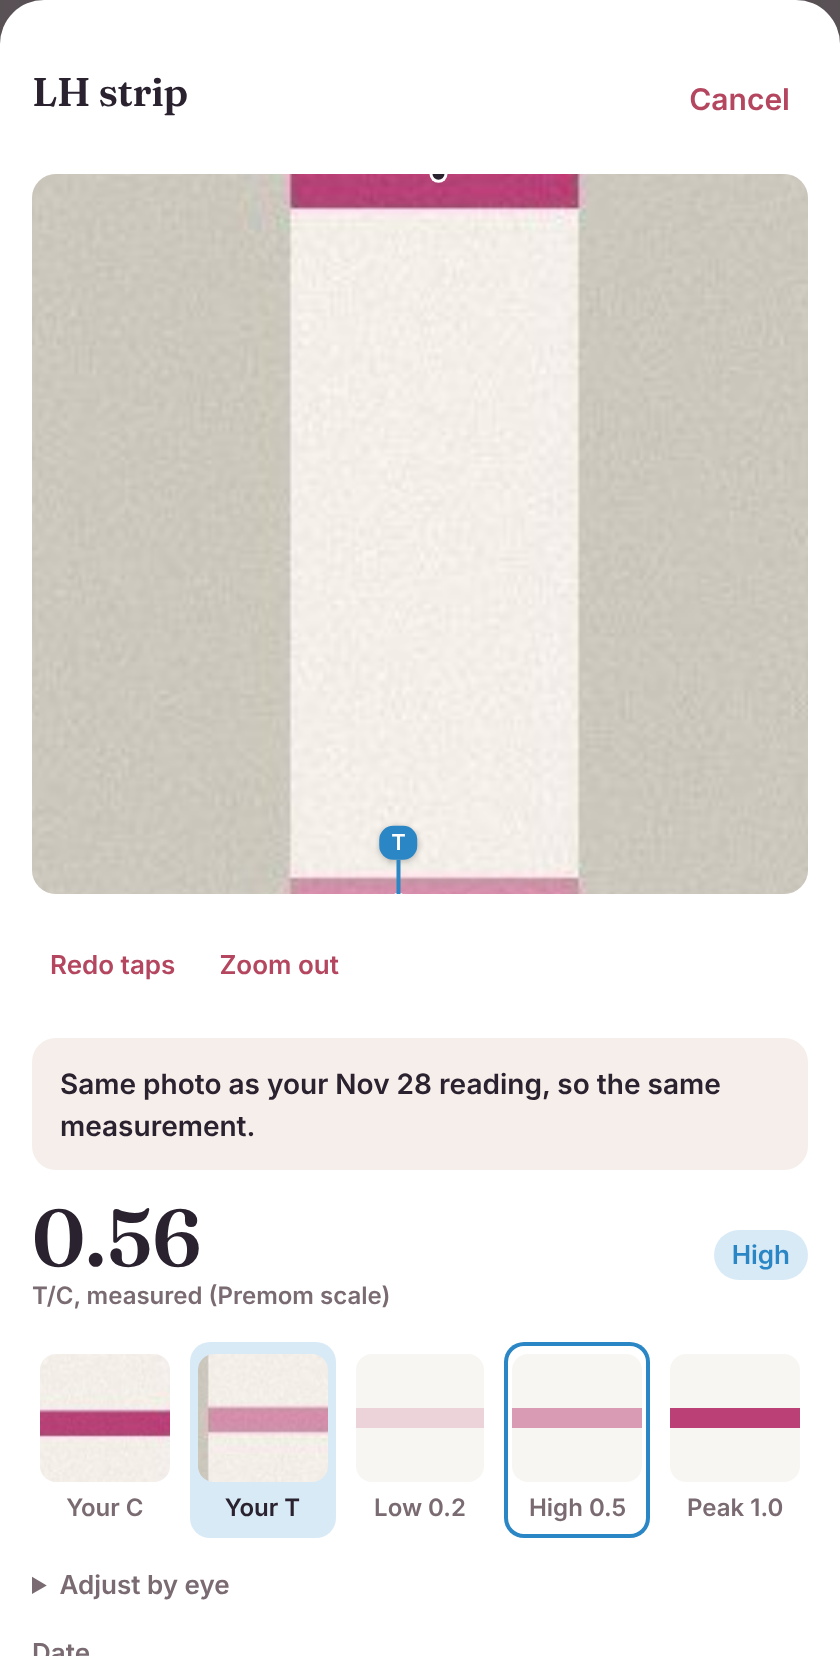 LH strip
Cancel
T
Redo taps
Zoom out
Same photo as your Nov 28 reading, so the same
measurement.
0.56
High
T/C, measured (Premom scale)
Your C
Your T
Low 0.2
High 0.5
Peak 1.0
Adjust by eye
Date